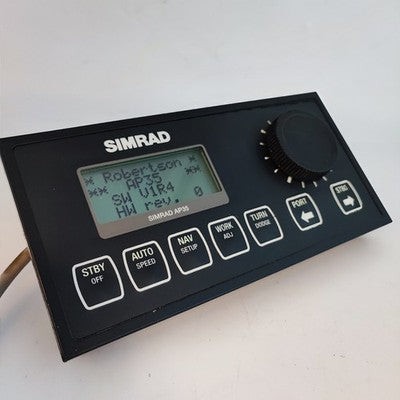 SIMRAD
* Robertson *
** AP35 **
SW V1R4
HW rev. 0
SIMRAD AP35
STBY
OFF
AUTO
SPEED
NAV
SETUP
WORK
ADJ
TURN
DODGE
PORT
STBD